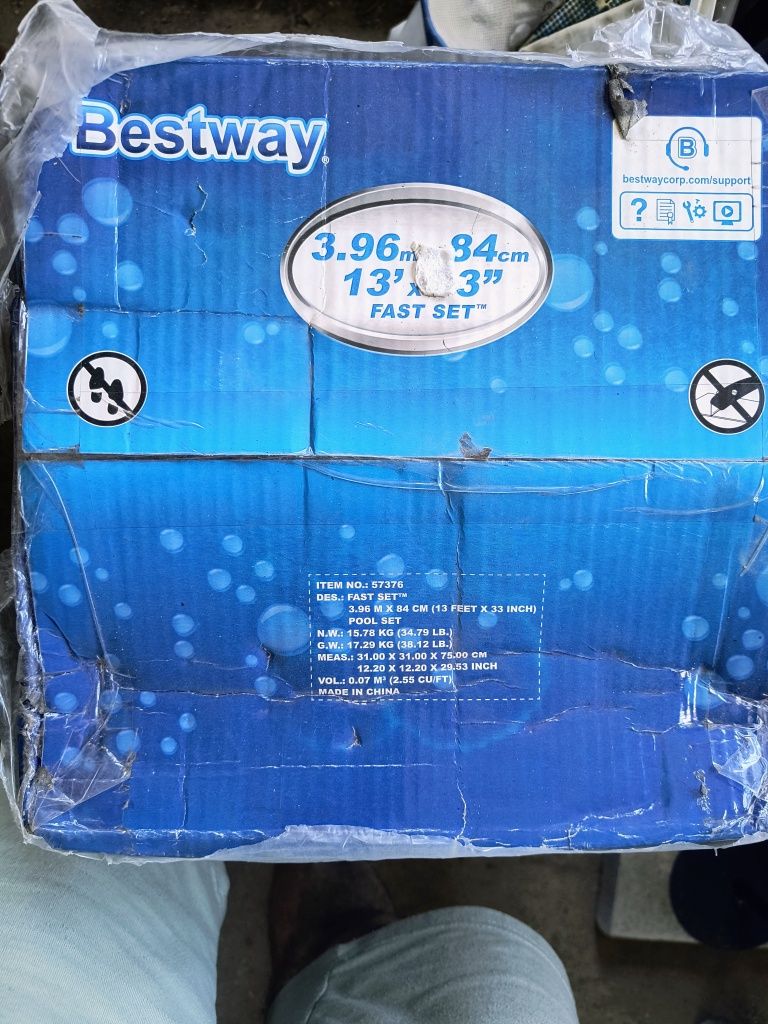 Bestway®
B
bestwaycorp.com/support
?
3.96m 84cm
13' x 3"
FAST SET™
ITEM NO.: 57376
DES.: FAST SET™
3.96 M X 84 CM (13 FEET X 33 INCH)
POOL SET
N.W.: 15.78 KG (34.79 LB.)
G.W.: 17.29 KG (38.12 LB.)
MEAS.: 31.00 X 31.00 X 75.00 CM
12.20 X 12.20 X 29.53 INCH
VOL.: 0.07 M³ (2.55 CU/FT)
MADE IN CHINA